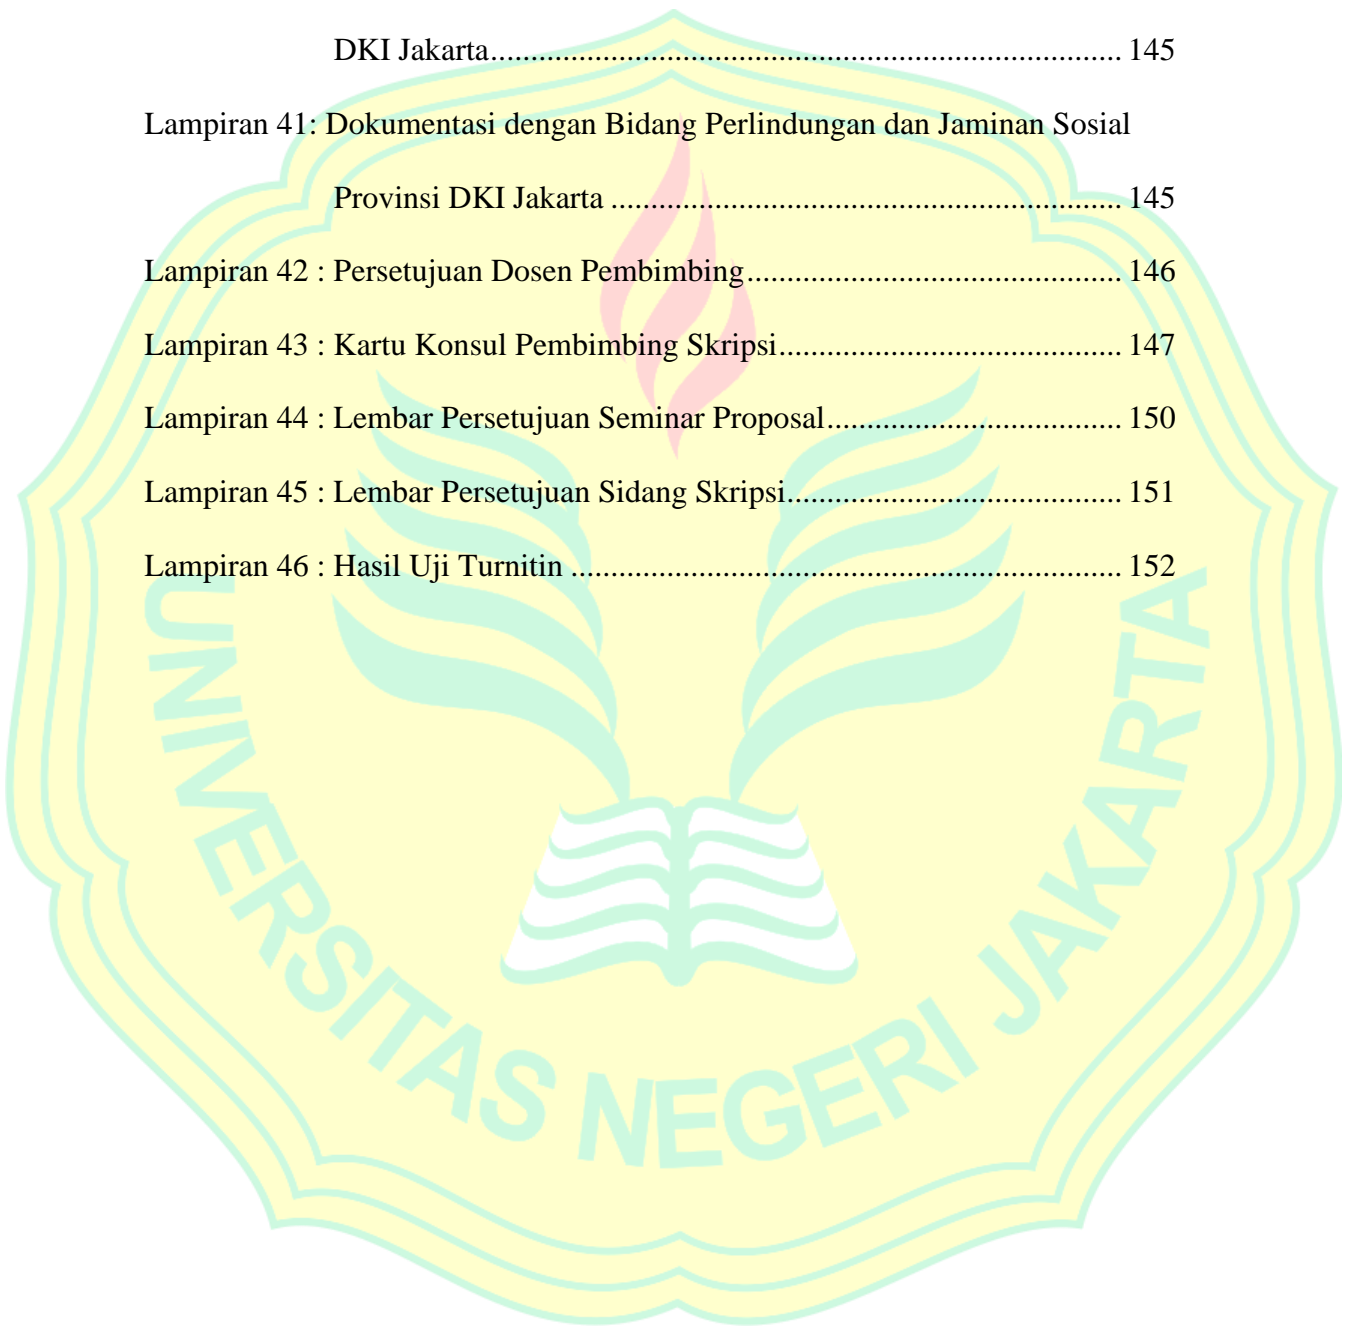 DKI Jakarta.............................................................................. 145
Lampiran 41: Dokumentasi dengan Bidang Perlindungan dan Jaminan Sosial
Provinsi DKI Jakarta ............................................................... 145
Lampiran 42 : Persetujuan Dosen Pembimbing.............................................. 146
Lampiran 43 : Kartu Konsul Pembimbing Skripsi.......................................... 147
Lampiran 44 : Lembar Persetujuan Seminar Proposal.................................... 150
Lampiran 45 : Lembar Persetujuan Sidang Skripsi......................................... 151
Lampiran 46 : Hasil Uji Turnitin .................................................................... 152
UNIVERSITAS NEGERI JAKARTA